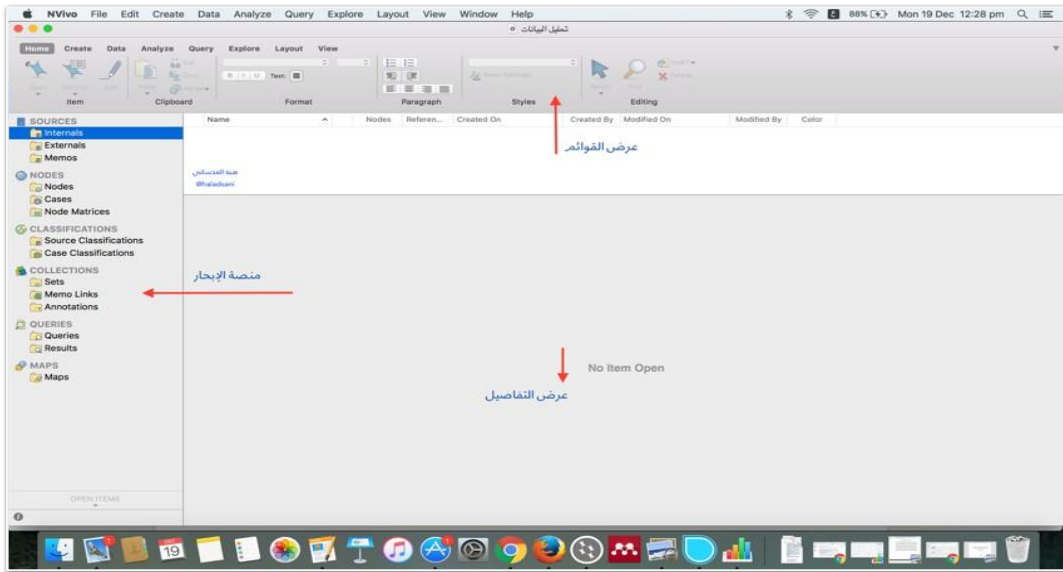 NVivo File Edit Create Data Analyze Query Explore Layout View Window Help
88% Mon 19 Dec 12:28 pm
تحليل البيانات
Home Create Data Analyze Query Explore Layout View
Text:
Item Clipboard Format Paragraph Styles Editing
SOURCES
Name Nodes Referen... Created On Created By Modified On Modified By Color
Internals
Externals
Memos
عرض القوائم
NODES
Nodes
@haladsani
Cases
Node Matrices
CLASSIFICATIONS
Source Classifications
Case Classifications
COLLECTIONS
منصة الإبحار
Sets
Memo Links
Annotations
QUERIES
Queries
Results
MAPS
Maps
No Item Open
عرض التفاصيل
OPEN ITEMS
19